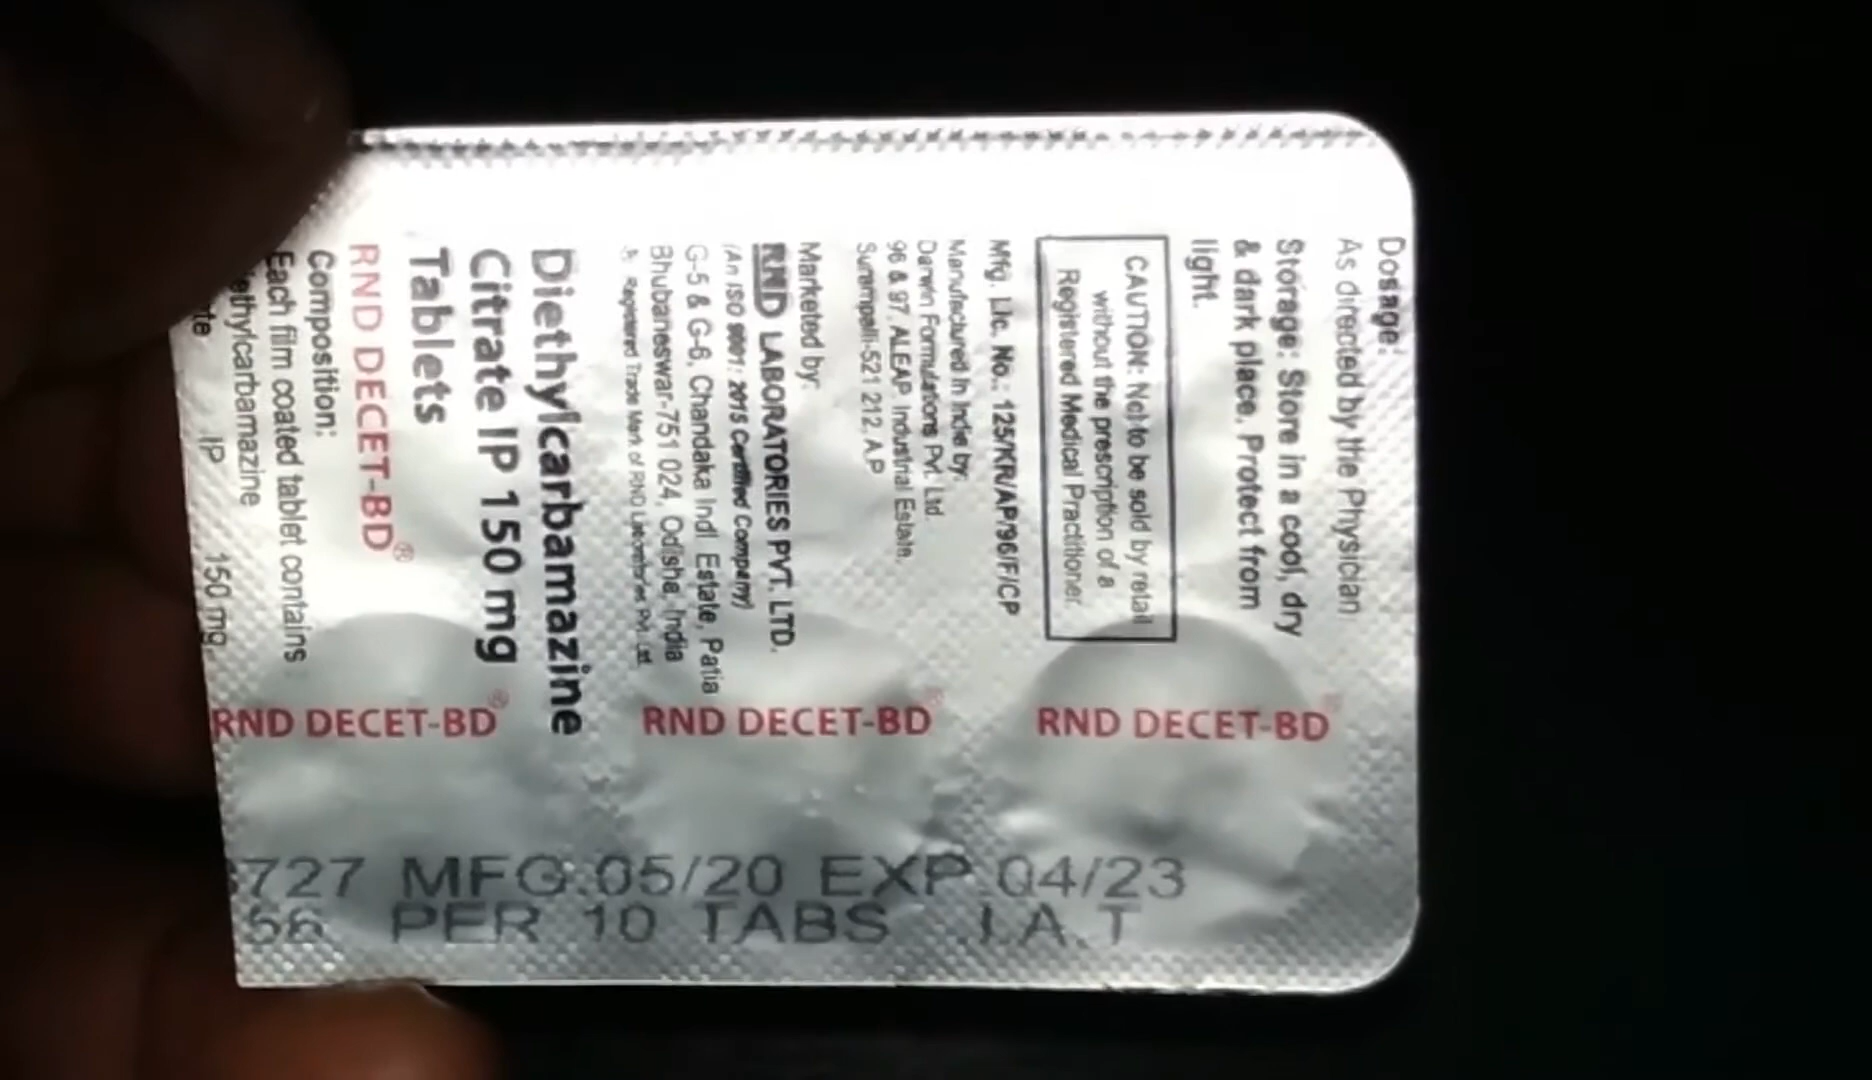 Dosage:
As directed by the Physician
Storage: Store in a cool, dry
& dark place. Protect from
light.
CAUTION: Not to be sold by retail
without the prescription of a
Registered Medical Practitioner.
Mfg. Lic. No.: 125/KR/AP/96/F/CP
Manufactured in India by:
Darwin Formulations Pvt. Ltd.
96 & 97, ALEAP Industrial Estate,
Surampalli-521 212, A.P
Marketed by:
RND LABORATORIES PVT. LTD.
(An ISO 9001: 2015 Certified Company)
G-5 & G-6, Chandaka Indl. Estate, Patia
Bhubaneswar-751 024, Odisha, India
Registered Trade Mark of RND Laboratories Pvt. Ltd.
Diethylcarbamazine
Citrate IP 150 mg
Tablets
RND DECET-BD®
Composition:
Each film coated tablet contains:
ethylcarbamazine
te IP 150 mg.
RND DECET-BD® RND DECET-BD® RND DECET-BD®
727 MFG.05/20 EXP.04/23
56 PER 10 TABS .I.A.T